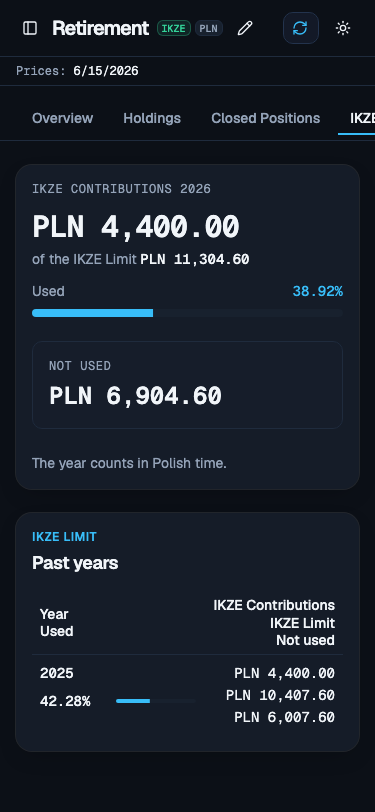 Retirement IKZE PLN
Prices: 6/15/2026
Overview Holdings Closed Positions IKZE
IKZE CONTRIBUTIONS 2026
PLN 4,400.00
of the IKZE Limit PLN 11,304.60
Used 38.92%
NOT USED
PLN 6,904.60
The year counts in Polish time.
IKZE LIMIT
Past years
Year
Used
IKZE Contributions
IKZE Limit
Not used
2025
42.28%
PLN 4,400.00
PLN 10,407.60
PLN 6,007.60